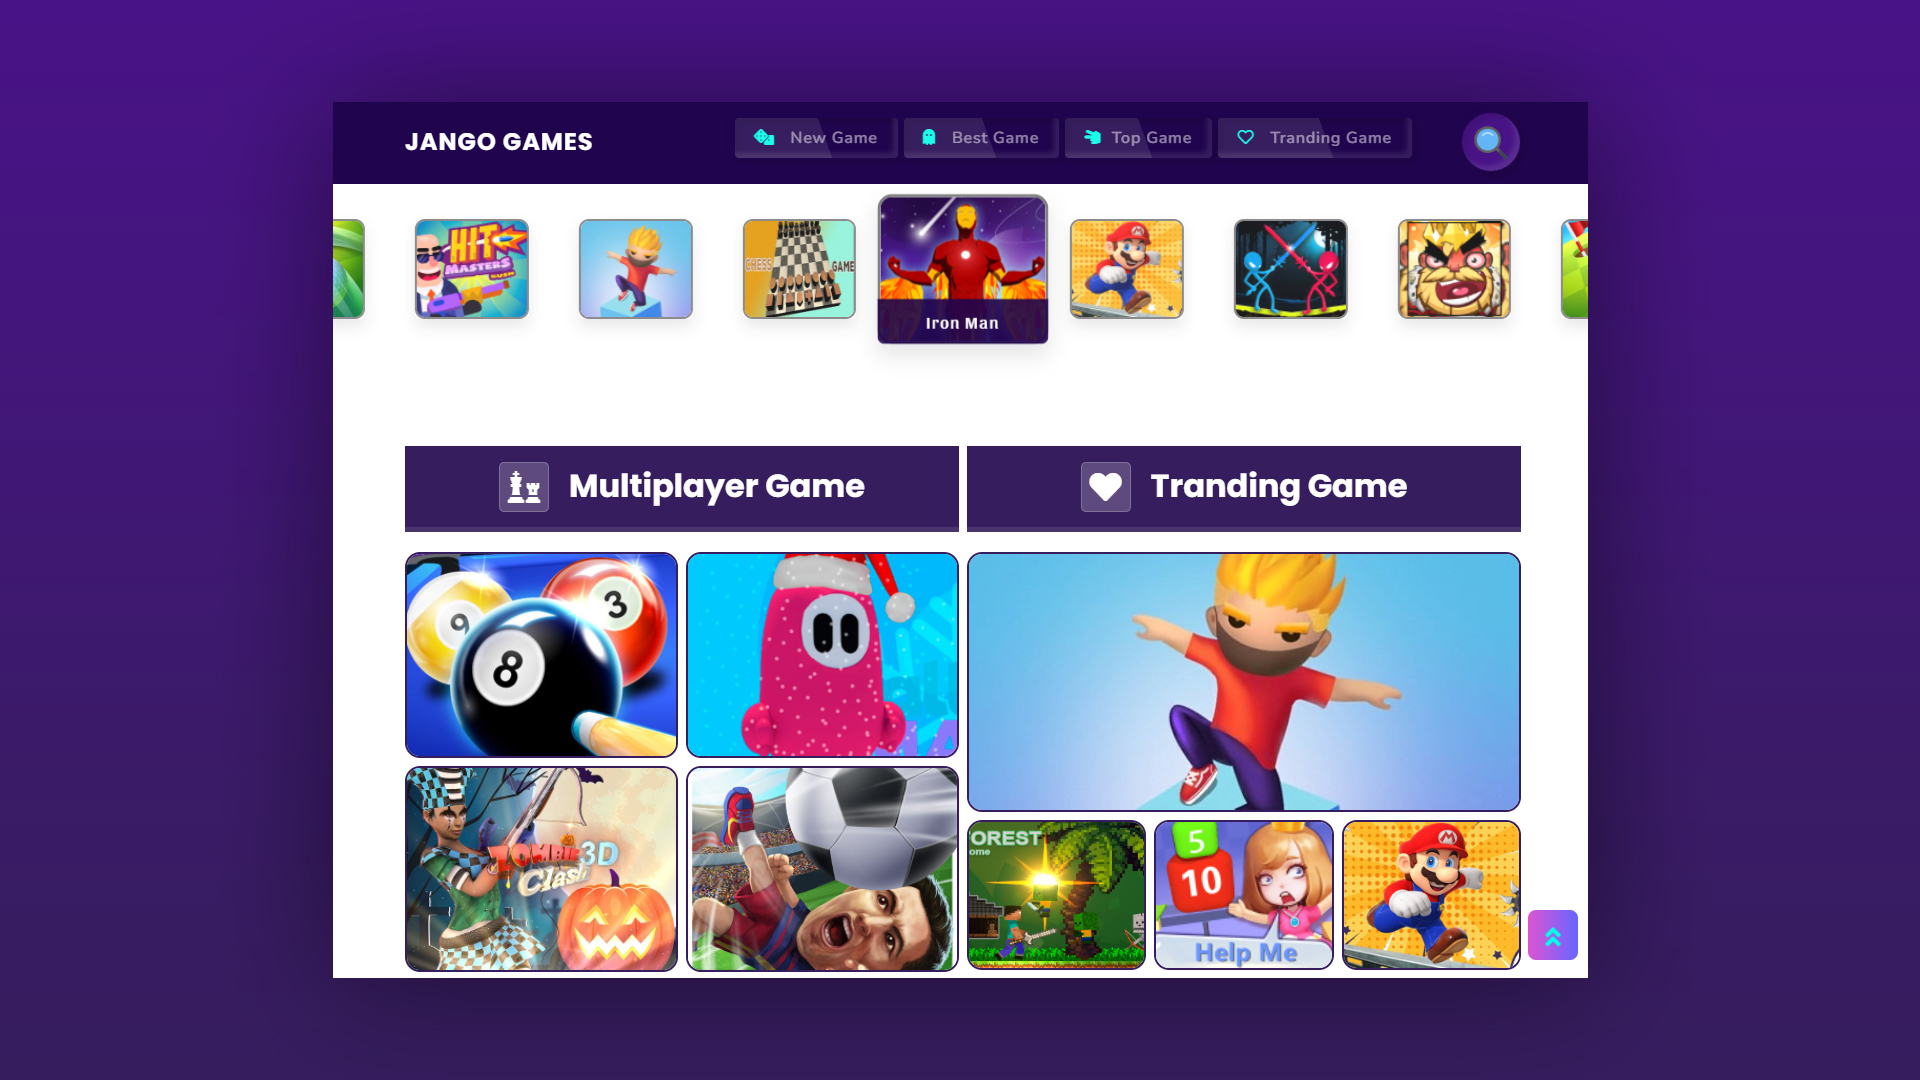 JANGO GAMES
New Game
Best Game
Top Game
Tranding Game
HIT
MASTERS
RUSH
CHESS
GAME
Iron Man
M
Multiplayer Game
Tranding Game
9
3
8
ZOMBIE 3D
Clash
OREST
ome
5
10
Help Me
M